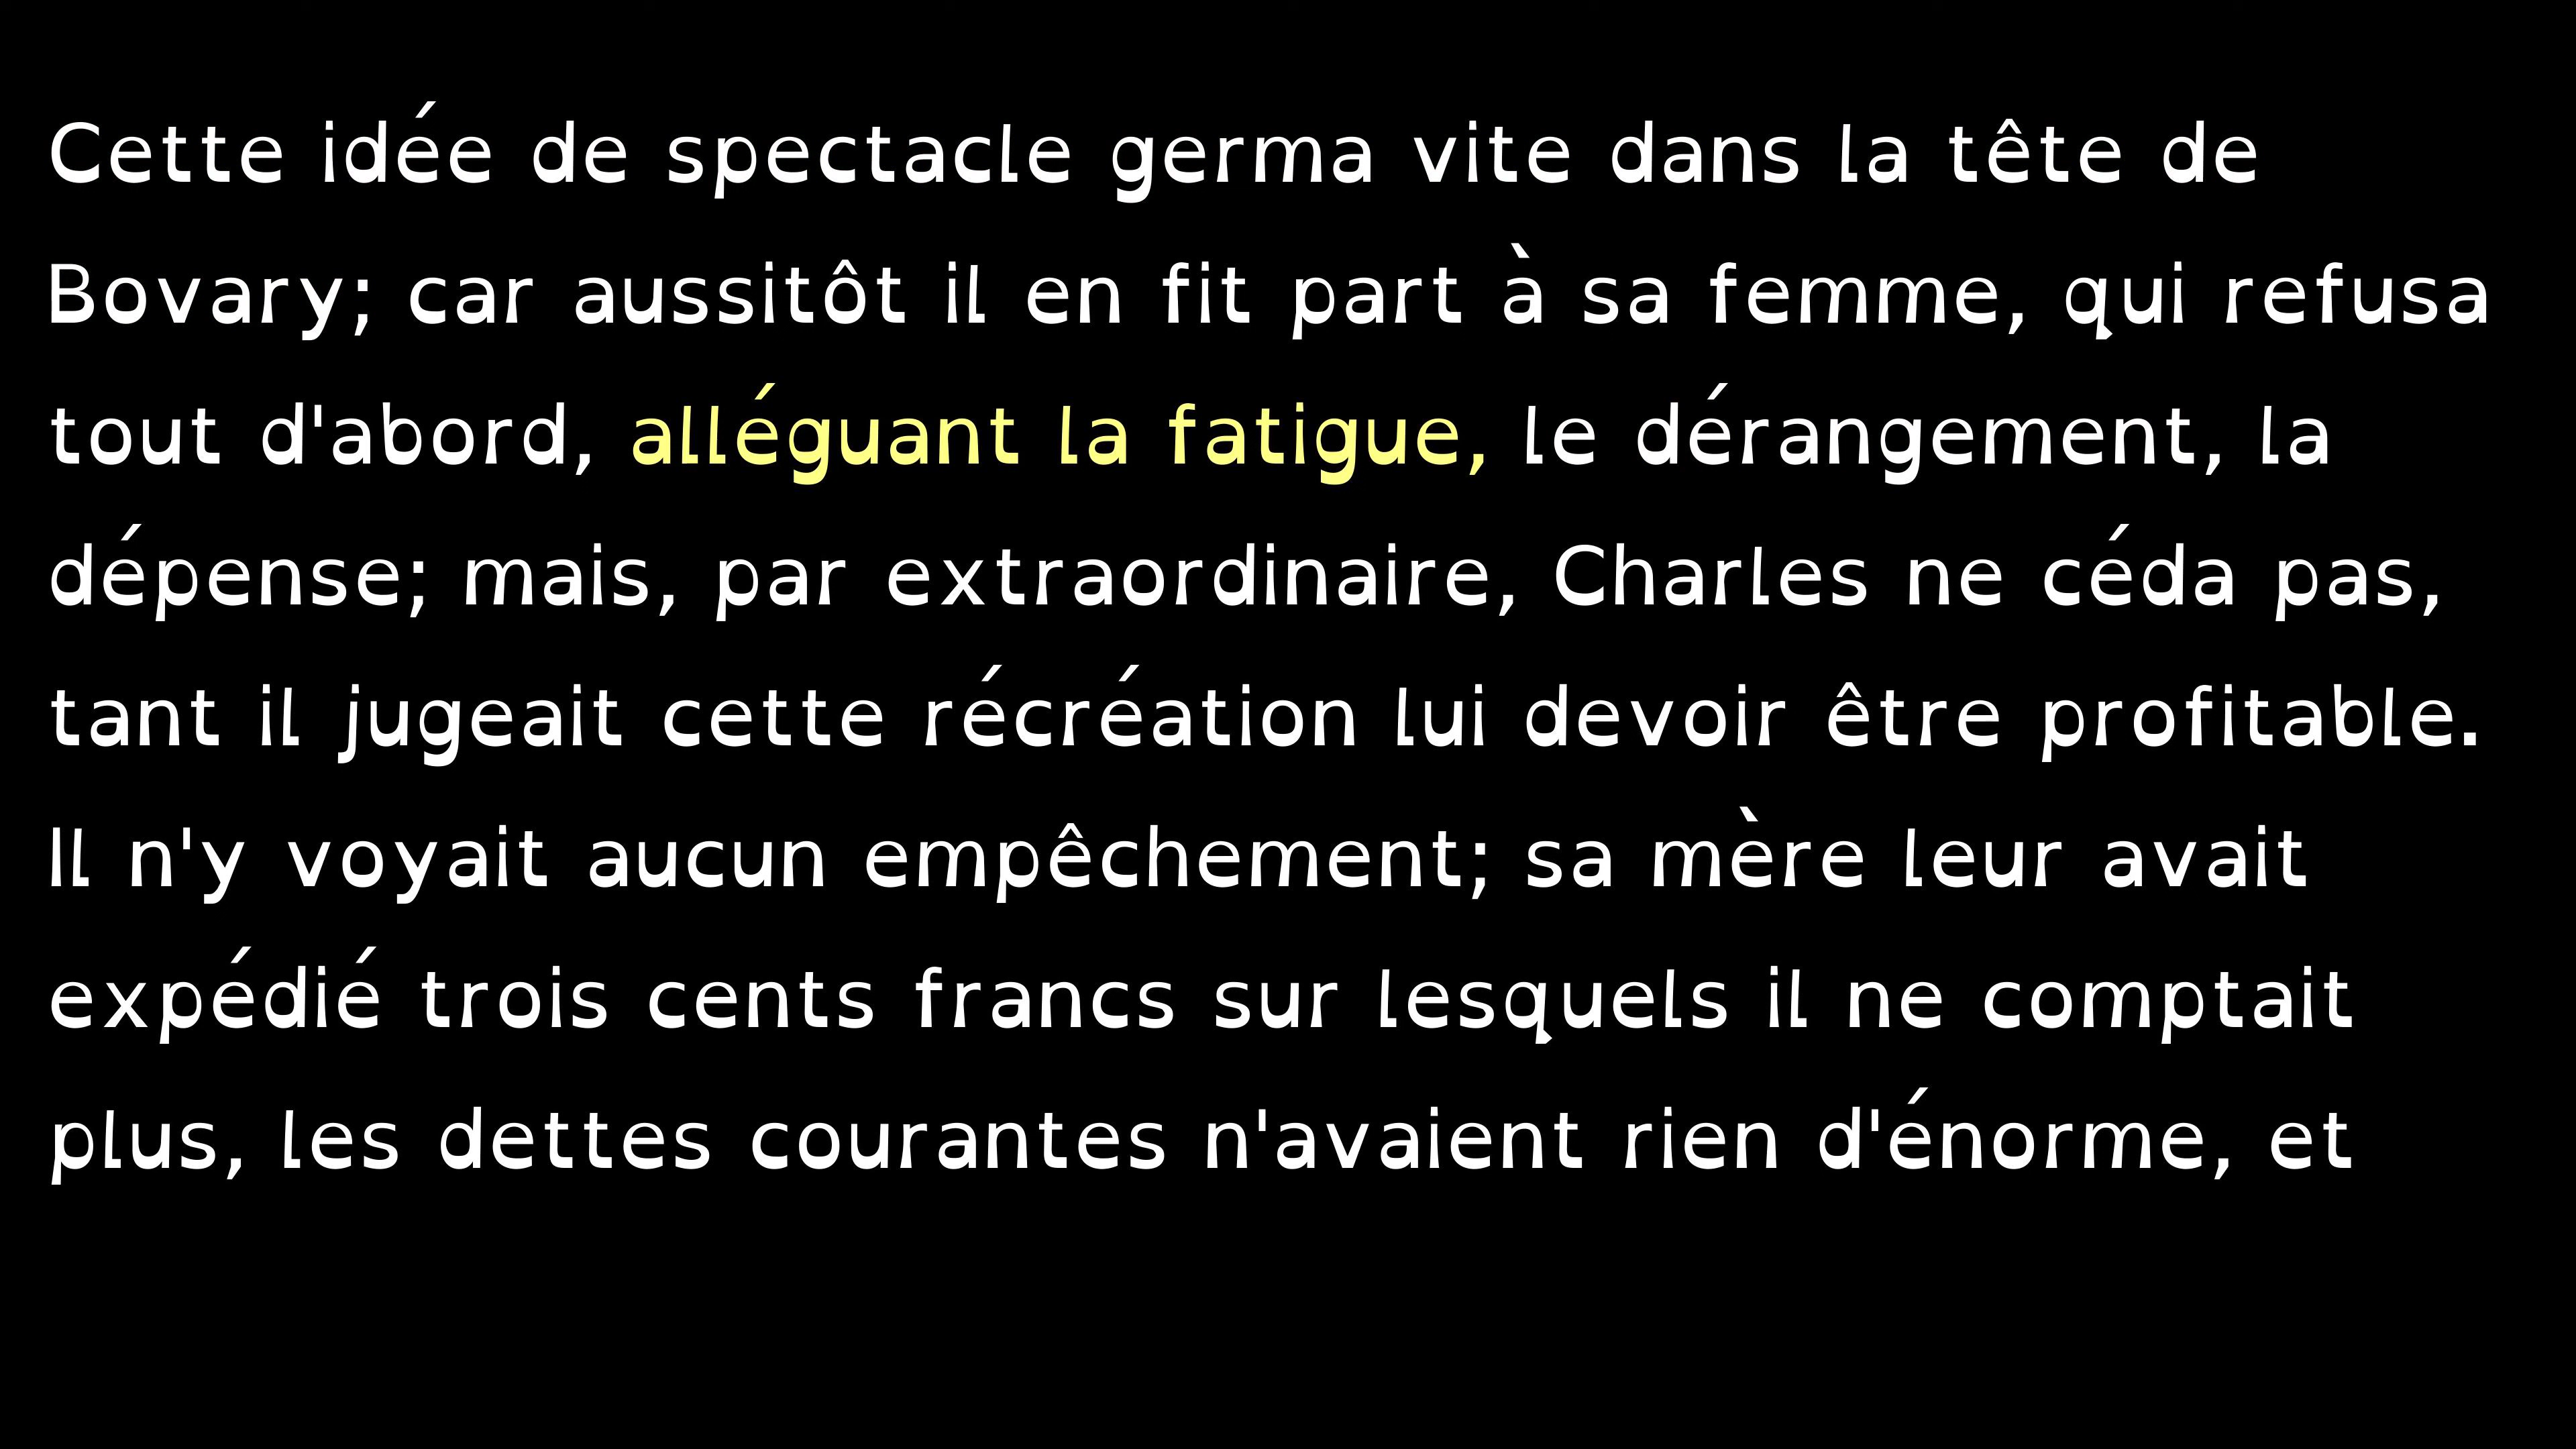 Cette idée de spectacle germa vite dans la tête de
Bovary; car aussitôt il en fit part à sa femme, qui refusa
tout d'abord, alléguant la fatigue, le dérangement, la
dépense; mais, par extraordinaire, Charles ne céda pas,
tant il jugeait cette récréation lui devoir être profitable.
Il n'y voyait aucun empêchement; sa mère leur avait
expédié trois cents francs sur lesquels il ne comptait
plus, les dettes courantes n'avaient rien d'énorme, et